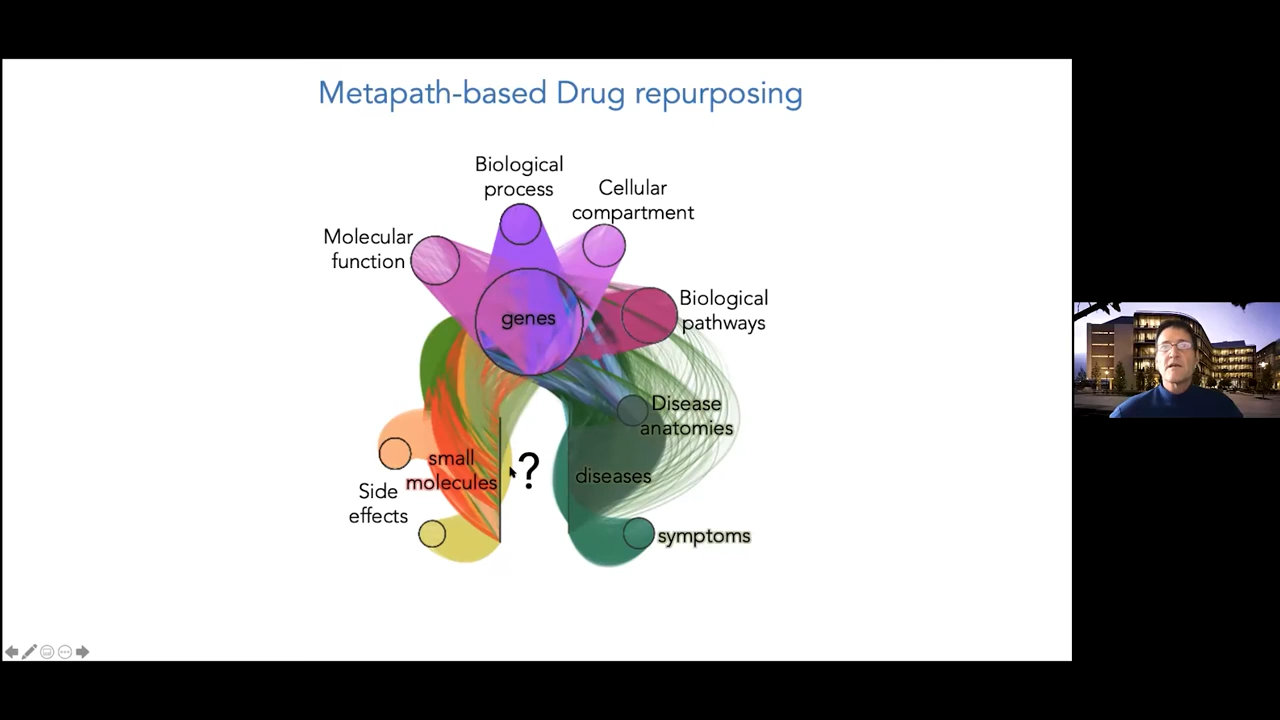 Metapath-based Drug repurposing
Biological
process
Cellular
compartment
Molecular
function
Biological
pathways
genes
Disease
anatomies
small
molecules
?
diseases
Side
effects
symptoms